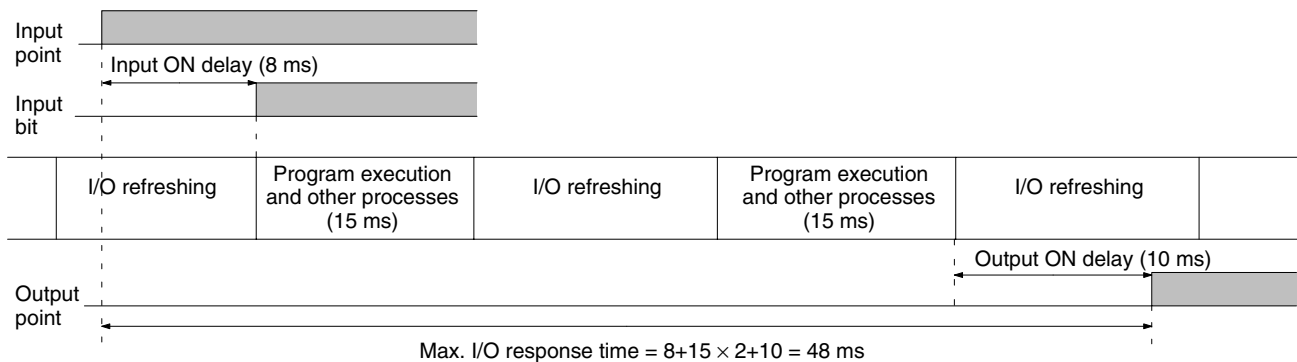 Input
point
Input ON delay (8 ms)
Input
bit
I/O refreshing
Program execution
and other processes
(15 ms)
I/O refreshing
Program execution
and other processes
(15 ms)
I/O refreshing
Output ON delay (10 ms)
Output
point
Max. I/O response time = 8+15 × 2+10 = 48 ms